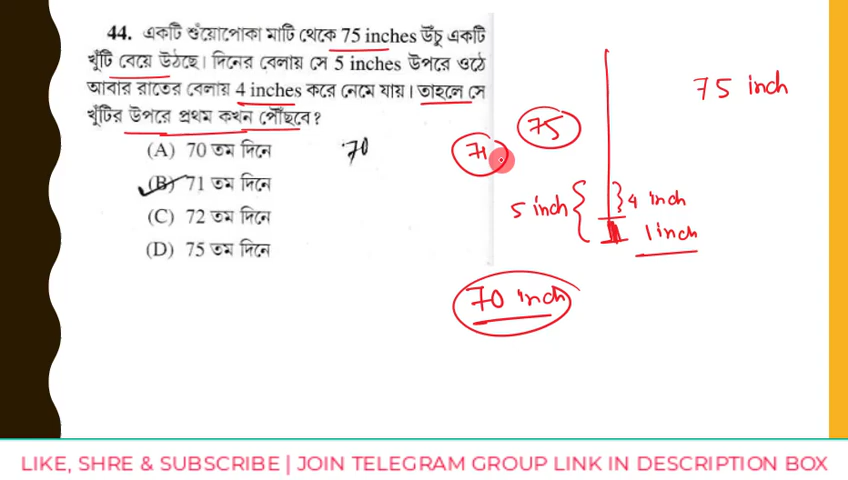 44. একটি শুঁয়োপোকা মাটি থেকে 75 inches উঁচু একটি
খুঁটি বেয়ে উঠছে। দিনের বেলায় সে 5 inches উপরে ওঠে
আবার রাতের বেলায় 4 inches করে নেমে যায়। তাহলে সে
খুঁটির উপরে প্রথম কখন পৌঁছবে?
(A) 70 তম দিনে
(B) 71 তম দিনে
(C) 72 তম দিনে
(D) 75 তম দিনে
70
75 inch
75
71
5 inch
4 inch
1 inch
70 inch
LIKE, SHRE & SUBSCRIBE | JOIN TELEGRAM GROUP LINK IN DESCRIPTION BOX